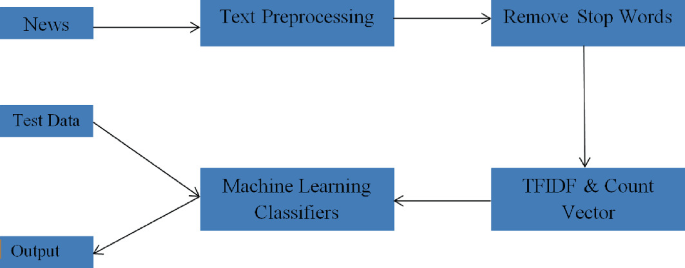 News
Text Preprocessing
Remove Stop Words
Test Data
Machine Learning
Classifiers
TFIDF & Count
Vector
Output